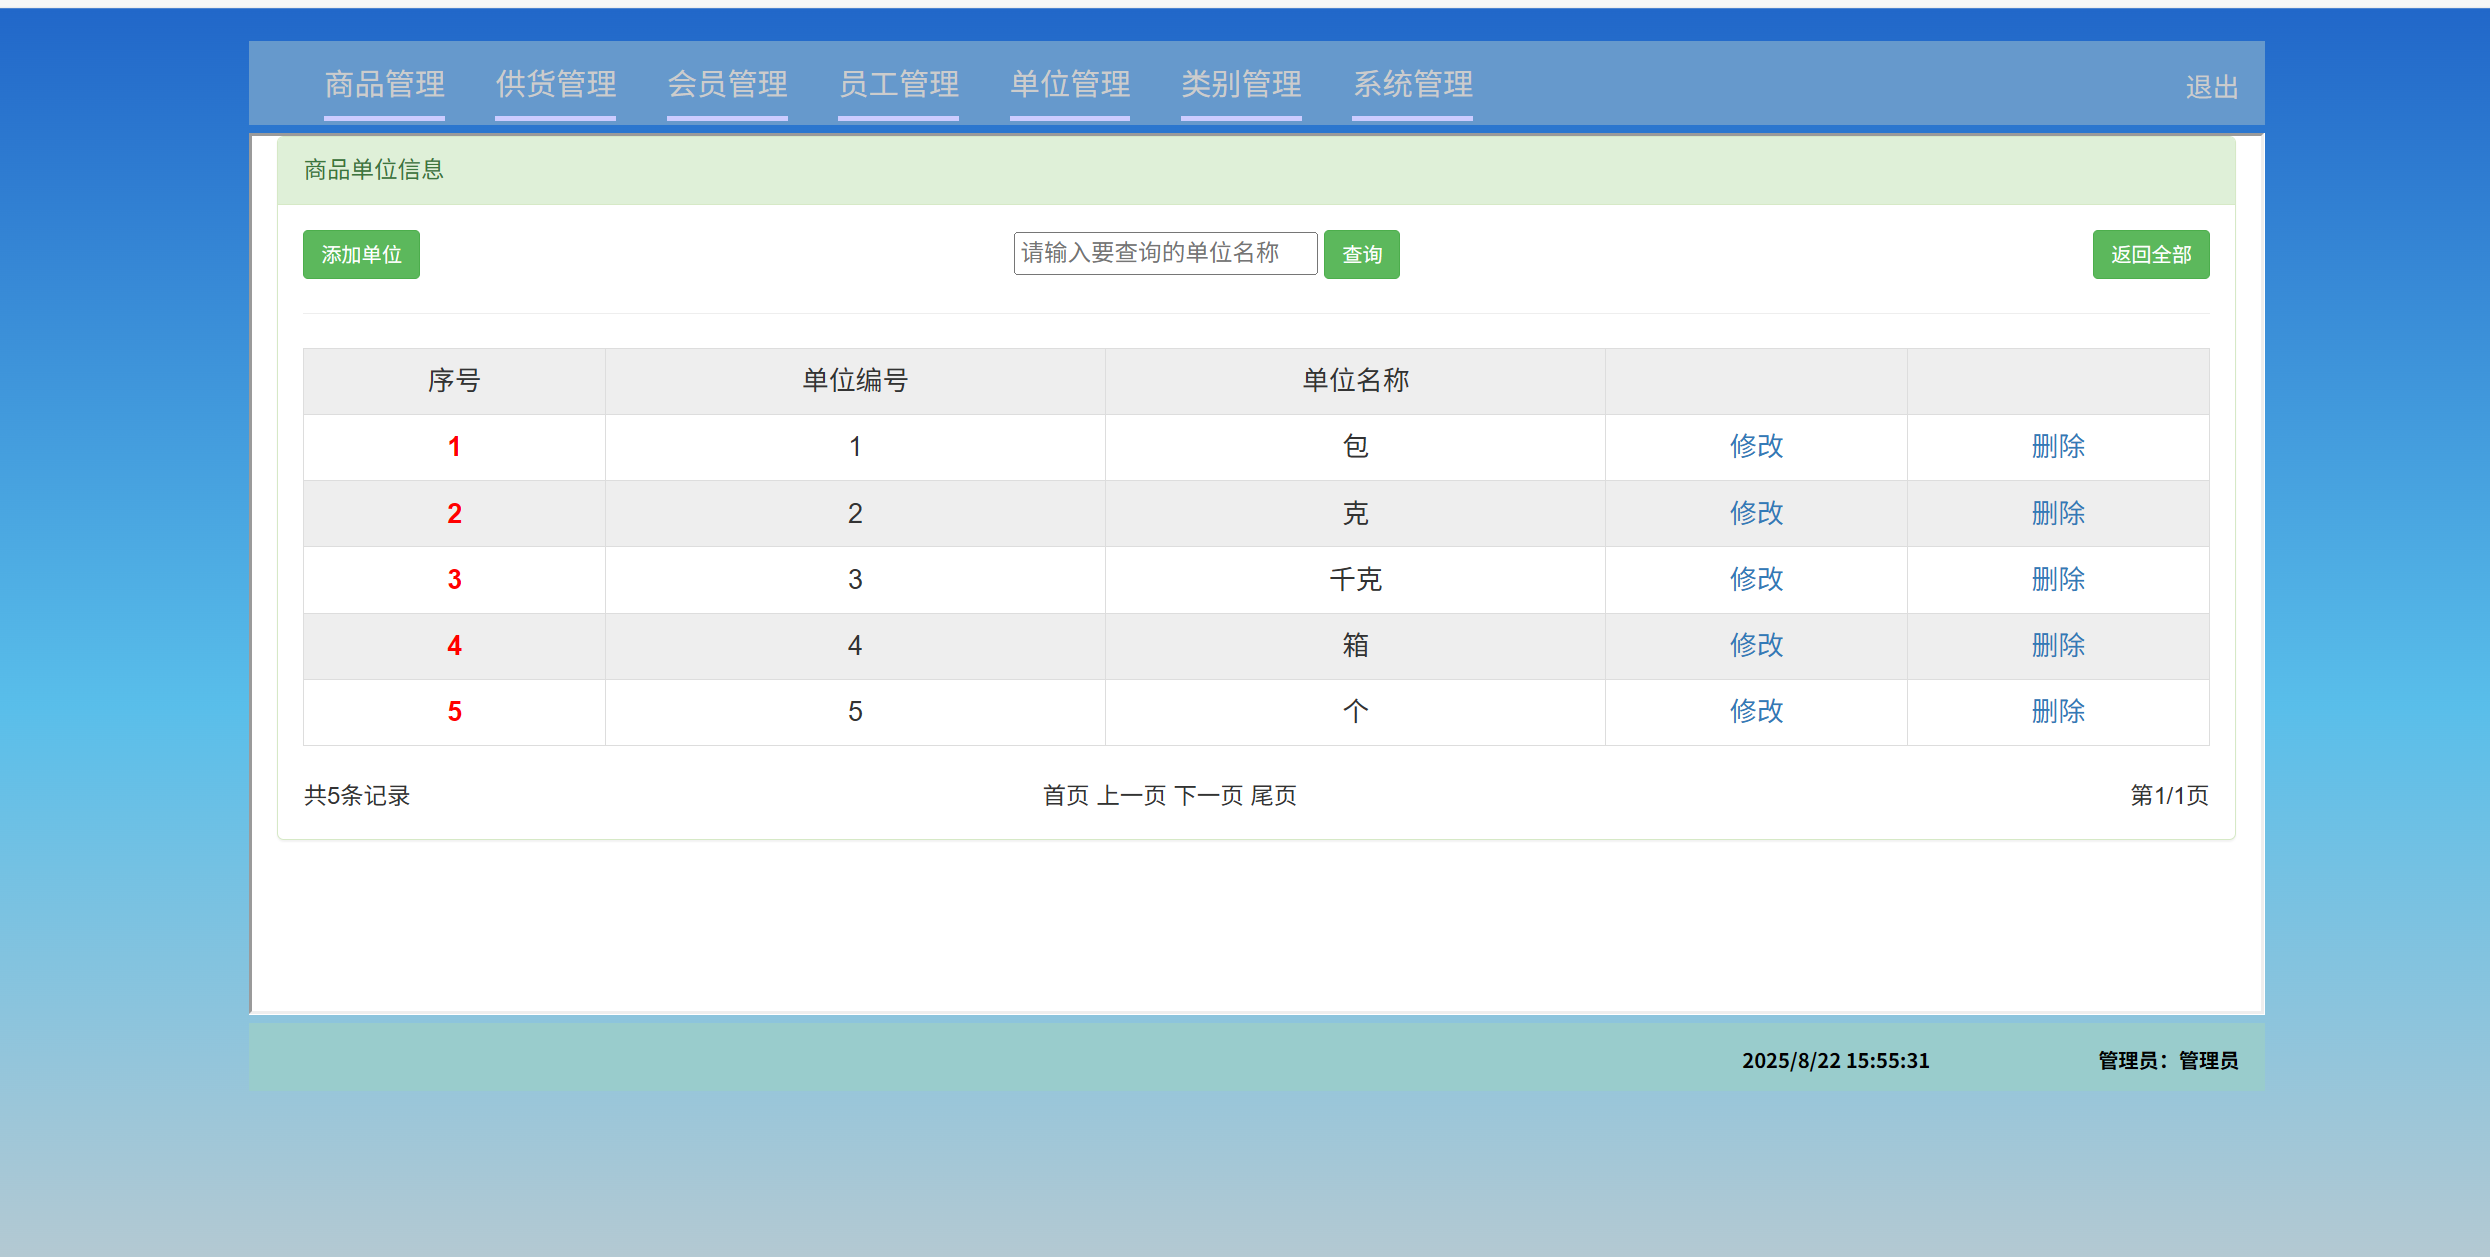 商品管理 供货管理 会员管理 员工管理 单位管理 类别管理 系统管理 退出
商品单位信息
添加单位 请输入要查询的单位名称 查询 返回全部
序号 单位编号 单位名称
1 1 包 修改 删除
2 2 克 修改 删除
3 3 千克 修改 删除
4 4 箱 修改 删除
5 5 个 修改 删除
共5条记录 首页 上一页 下一页 尾页 第1/1页
2025/8/22 15:55:31 管理员：管理员